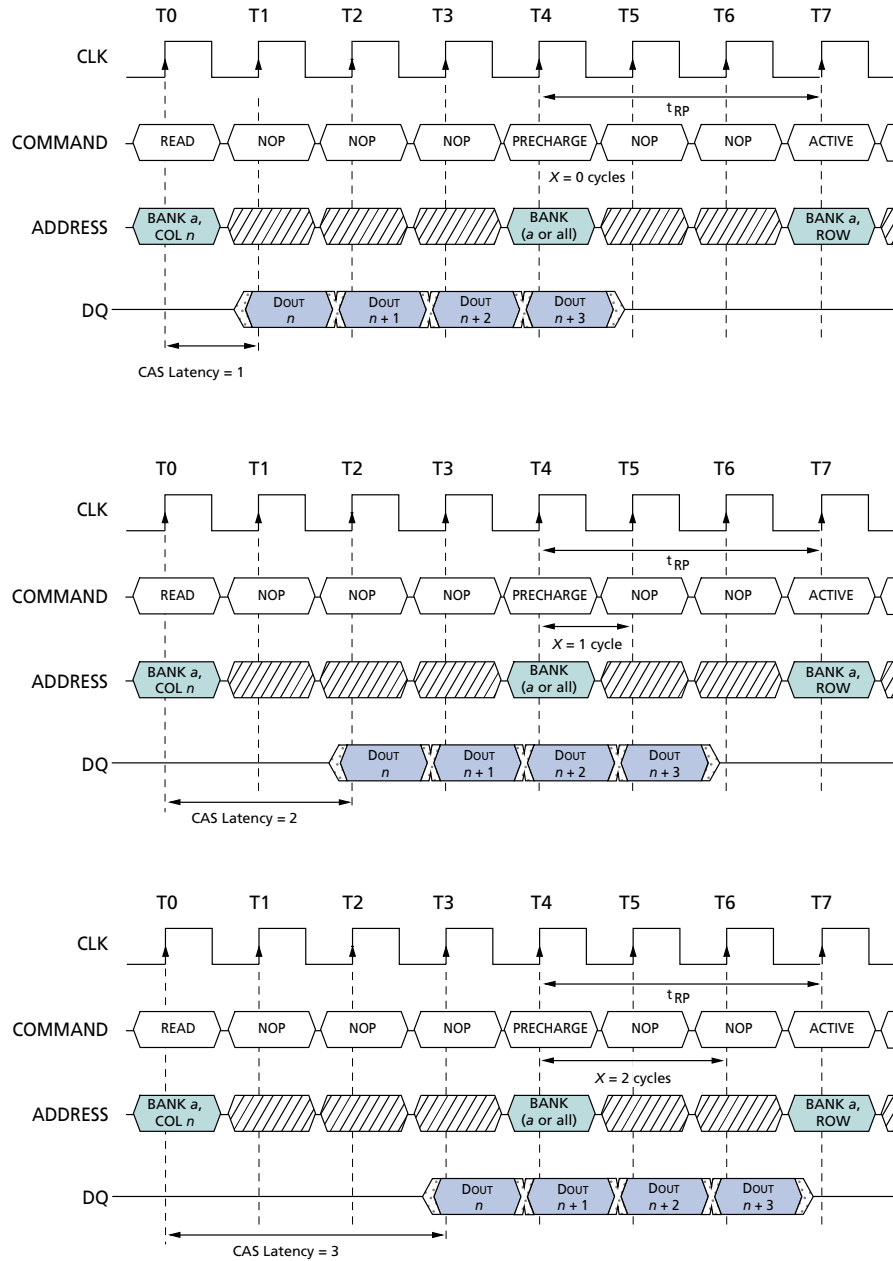 T0 T1 T2 T3 T4 T5 T6 T7
CLK
tRP
COMMAND READ NOP NOP NOP PRECHARGE NOP NOP ACTIVE
X = 0 cycles
ADDRESS BANK a, COL n BANK (a or all) BANK a, ROW
DQ DOUT n DOUT n + 1 DOUT n + 2 DOUT n + 3
CAS Latency = 1
T0 T1 T2 T3 T4 T5 T6 T7
CLK
tRP
COMMAND READ NOP NOP NOP PRECHARGE NOP NOP ACTIVE
X = 1 cycle
ADDRESS BANK a, COL n BANK (a or all) BANK a, ROW
DQ DOUT n DOUT n + 1 DOUT n + 2 DOUT n + 3
CAS Latency = 2
T0 T1 T2 T3 T4 T5 T6 T7
CLK
tRP
COMMAND READ NOP NOP NOP PRECHARGE NOP NOP ACTIVE
X = 2 cycles
ADDRESS BANK a, COL n BANK (a or all) BANK a, ROW
DQ DOUT n DOUT n + 1 DOUT n + 2 DOUT n + 3
CAS Latency = 3